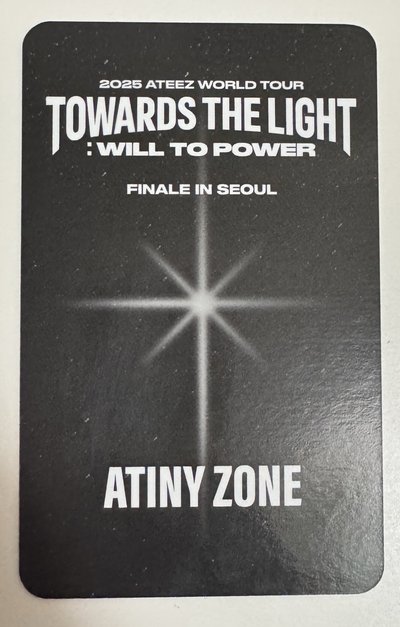 2025 ATEEZ WORLD TOUR
TOWARDS THE LIGHT
: WILL TO POWER
FINALE IN SEOUL
ATINY ZONE